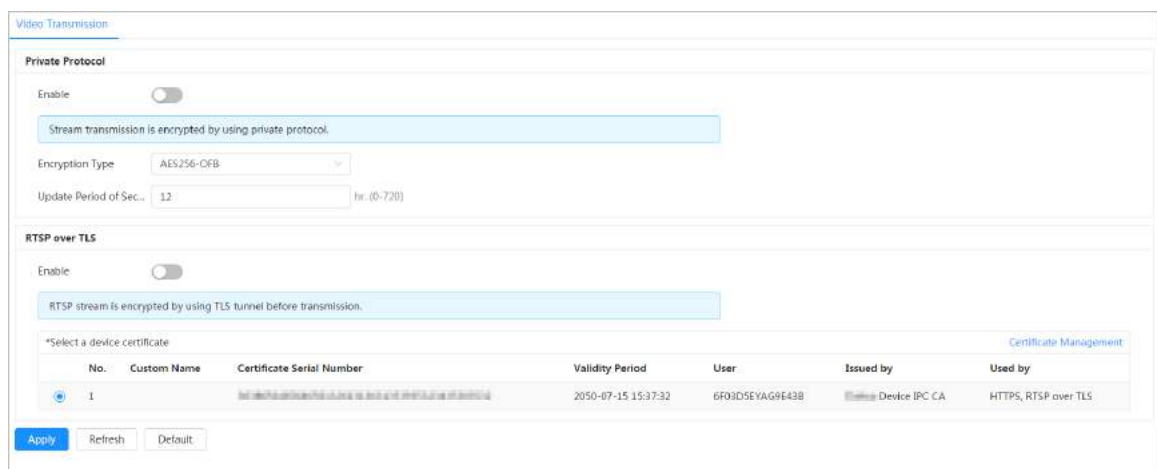 Video Transmission
Private Protocol
Enable
Stream transmission is encrypted by using private protocol.
Encryption Type AES256-OFB
Update Period of Sec... 12 hr. (0-720)
RTSP over TLS
Enable
RTSP stream is encrypted by using TLS tunnel before transmission.
*Select a device certificate Certificate Management
No. Custom Name Certificate Serial Number Validity Period User Issued by Used by
1 2050-07-15 15:37:32 6F03D5EYAG9E43B Device IPC CA HTTPS, RTSP over TLS
Apply Refresh Default